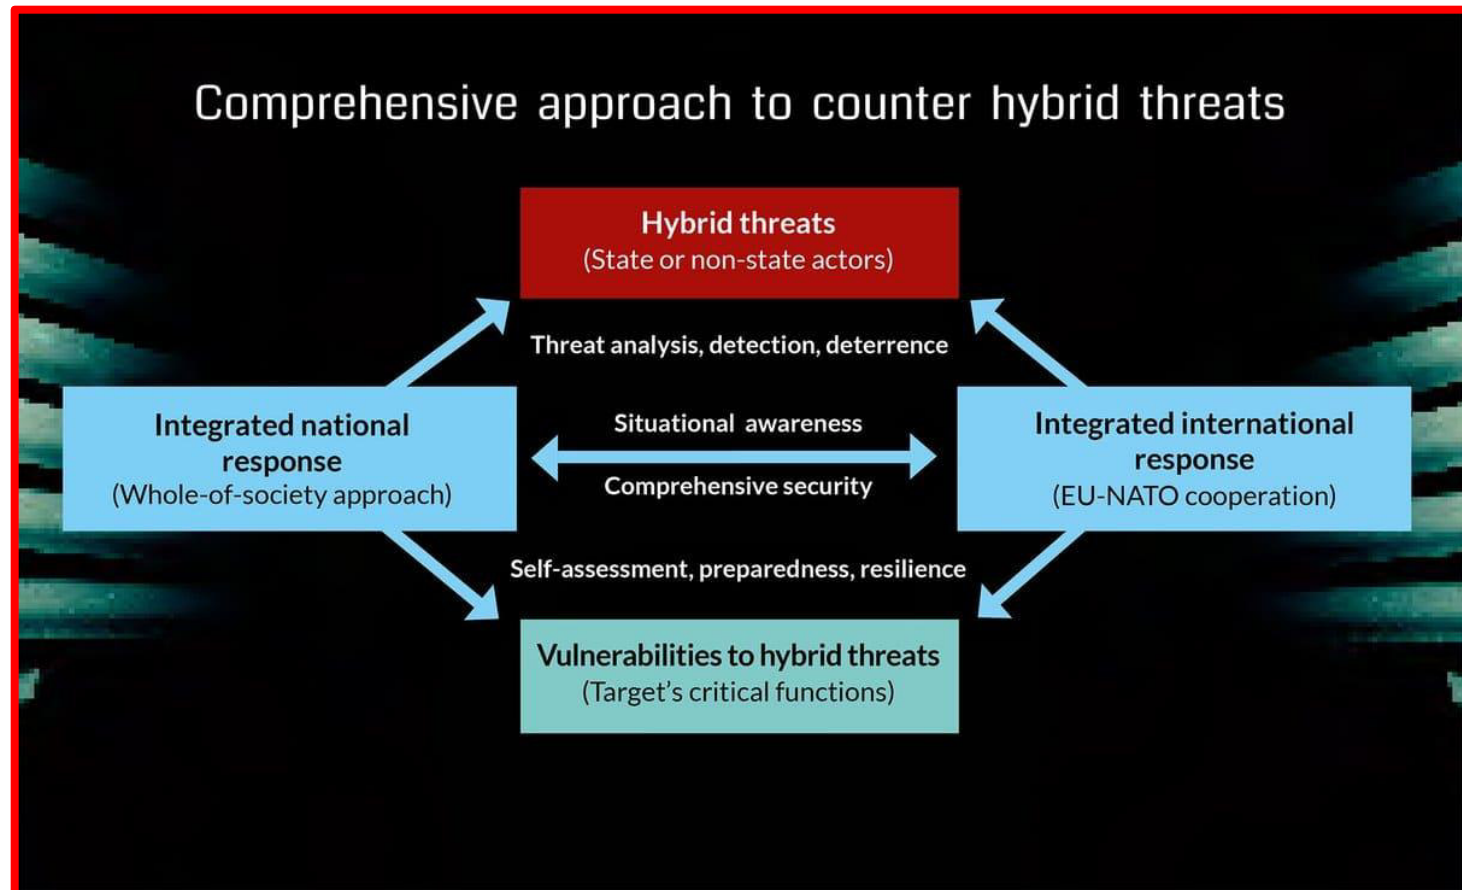 Comprehensive approach to counter hybrid threats
Hybrid threats
(State or non-state actors)
Threat analysis, detection, deterrence
Integrated national
response
(Whole-of-society approach)
Situational awareness
Comprehensive security
Integrated international
response
(EU-NATO cooperation)
Self-assessment, preparedness, resilience
Vulnerabilities to hybrid threats
(Target’s critical functions)